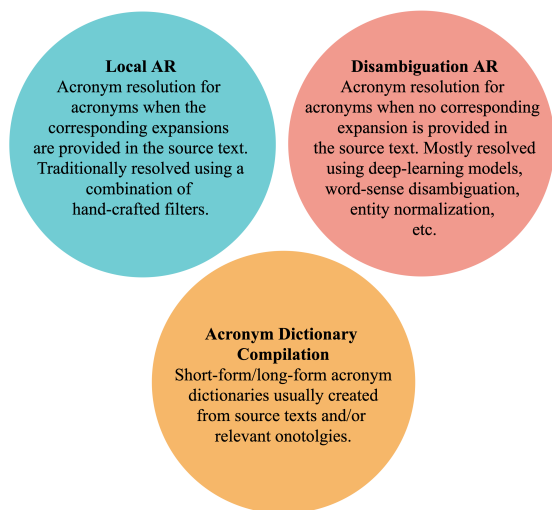 Local AR
Acronym resolution for
acronyms when the
corresponding expansions
are provided in the source text.
Traditionally resolved using a
combination of
hand-crafted filters.
Disambiguation AR
Acronym resolution for
acronyms when no corresponding
expansion is provided in
the source text. Mostly resolved
using deep-learning models,
word-sense disambiguation,
entity normalization,
etc.
Acronym Dictionary
Compilation
Short-form/long-form acronym
dictionaries usually created
from source texts and/or
relevant onotolgies.